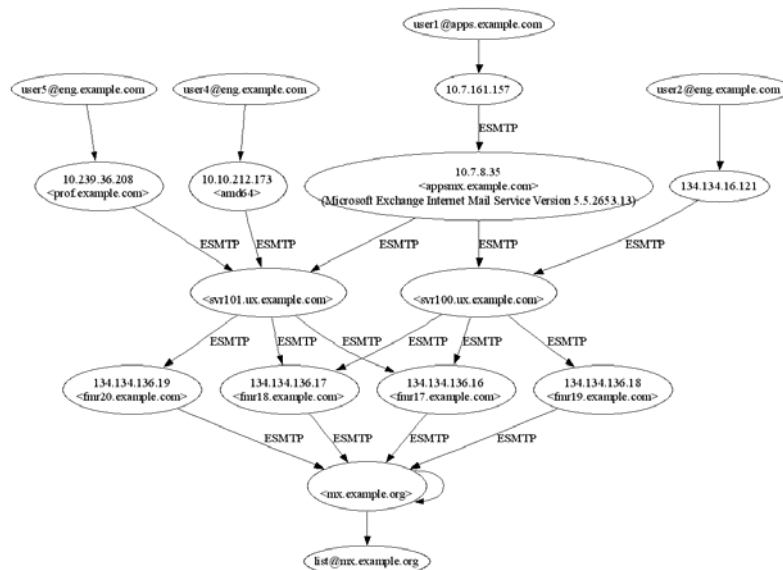 user1@apps.example.com
user5@eng.example.com
user4@eng.example.com
10.7.161.157
user2@eng.example.com
ESMTP
10.239.36.208
<prof.example.com>
10.10.212.173
<amd64>
10.7.8.35
<appsmx.example.com>
(Microsoft Exchange Internet Mail Service Version 5.5.2653.13)
134.134.16.121
ESMTP
ESMTP
ESMTP
ESMTP
ESMTP
<svr101.ux.example.com>
<svr100.ux.example.com>
ESMTP
ESMTP
ESMTP
ESMTP
ESMTP
ESMTP
134.134.136.19
<fmr20.example.com>
134.134.136.17
<fmr18.example.com>
134.134.136.16
<fmr17.example.com>
134.134.136.18
<fmr19.example.com>
ESMTP
ESMTP
ESMTP
ESMTP
<mx.example.org>
list@mx.example.org